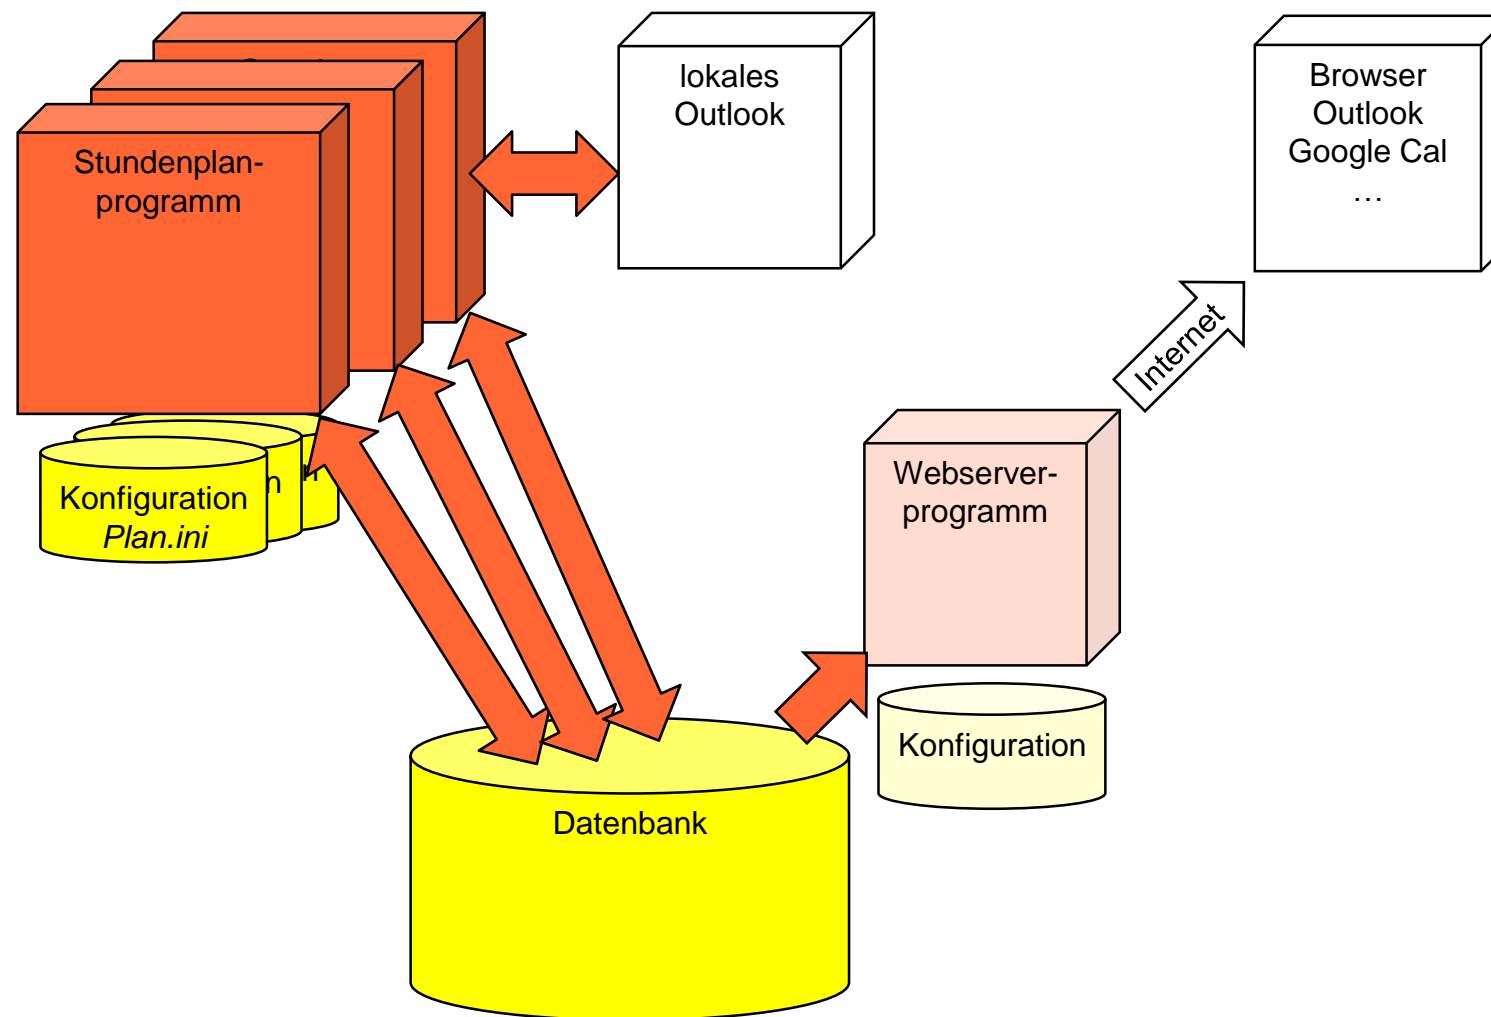 Stundenplan-
programm
lokales
Outlook
Browser
Outlook
Google Cal
…
Internet
Konfiguration
Plan.ini
n
Webserver-
programm
Konfiguration
Datenbank